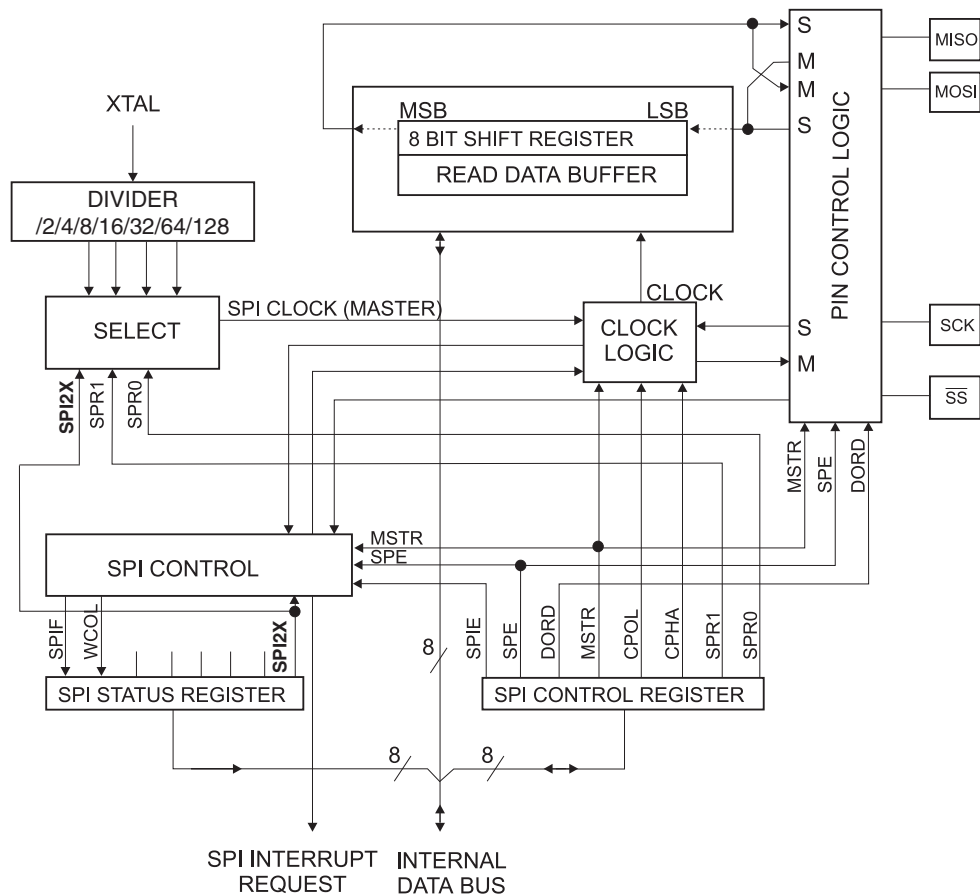 S
MISO
M
MOSI
M
XTAL
MSB
LSB
S
8 BIT SHIFT REGISTER
READ DATA BUFFER
PIN CONTROL LOGIC
DIVIDER
/2/4/8/16/32/64/128
SPI CLOCK (MASTER)
CLOCK
SELECT
CLOCK
LOGIC
S
SCK
M
SPI2X
SPR1
SPR0
SS
MSTR
SPE
DORD
MSTR
SPE
SPI CONTROL
SPIF
WCOL
SPI2X
8
SPIE
SPE
DORD
MSTR
CPOL
CPHA
SPR1
SPR0
SPI STATUS REGISTER
SPI CONTROL REGISTER
8
8
SPI INTERRUPT
REQUEST
INTERNAL
DATA BUS